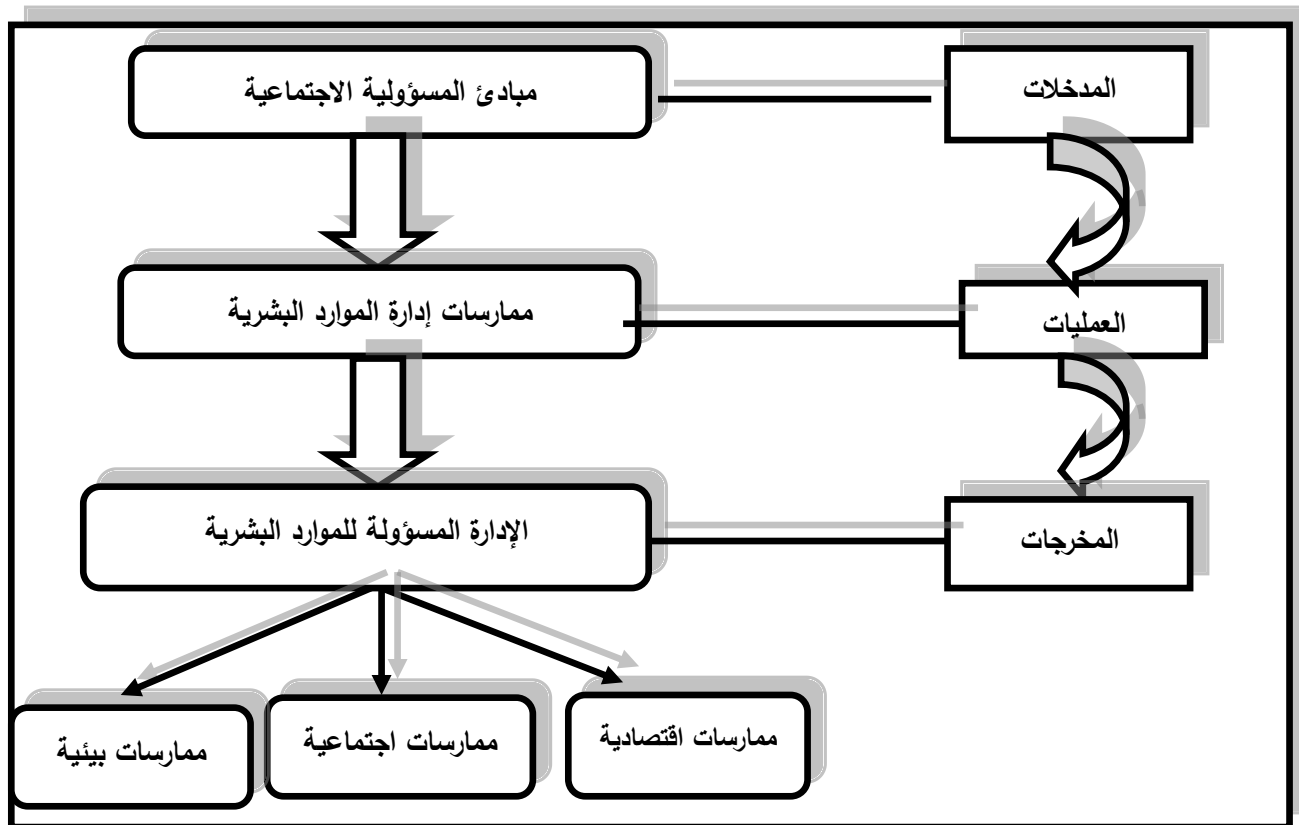 المدخلات
مبادئ المسؤولية الاجتماعية
العمليات
ممارسات إدارة الموارد البشرية
المخرجات
الإدارة المسؤولة للموارد البشرية
ممارسات اقتصادية
ممارسات اجتماعية
ممارسات بيئية